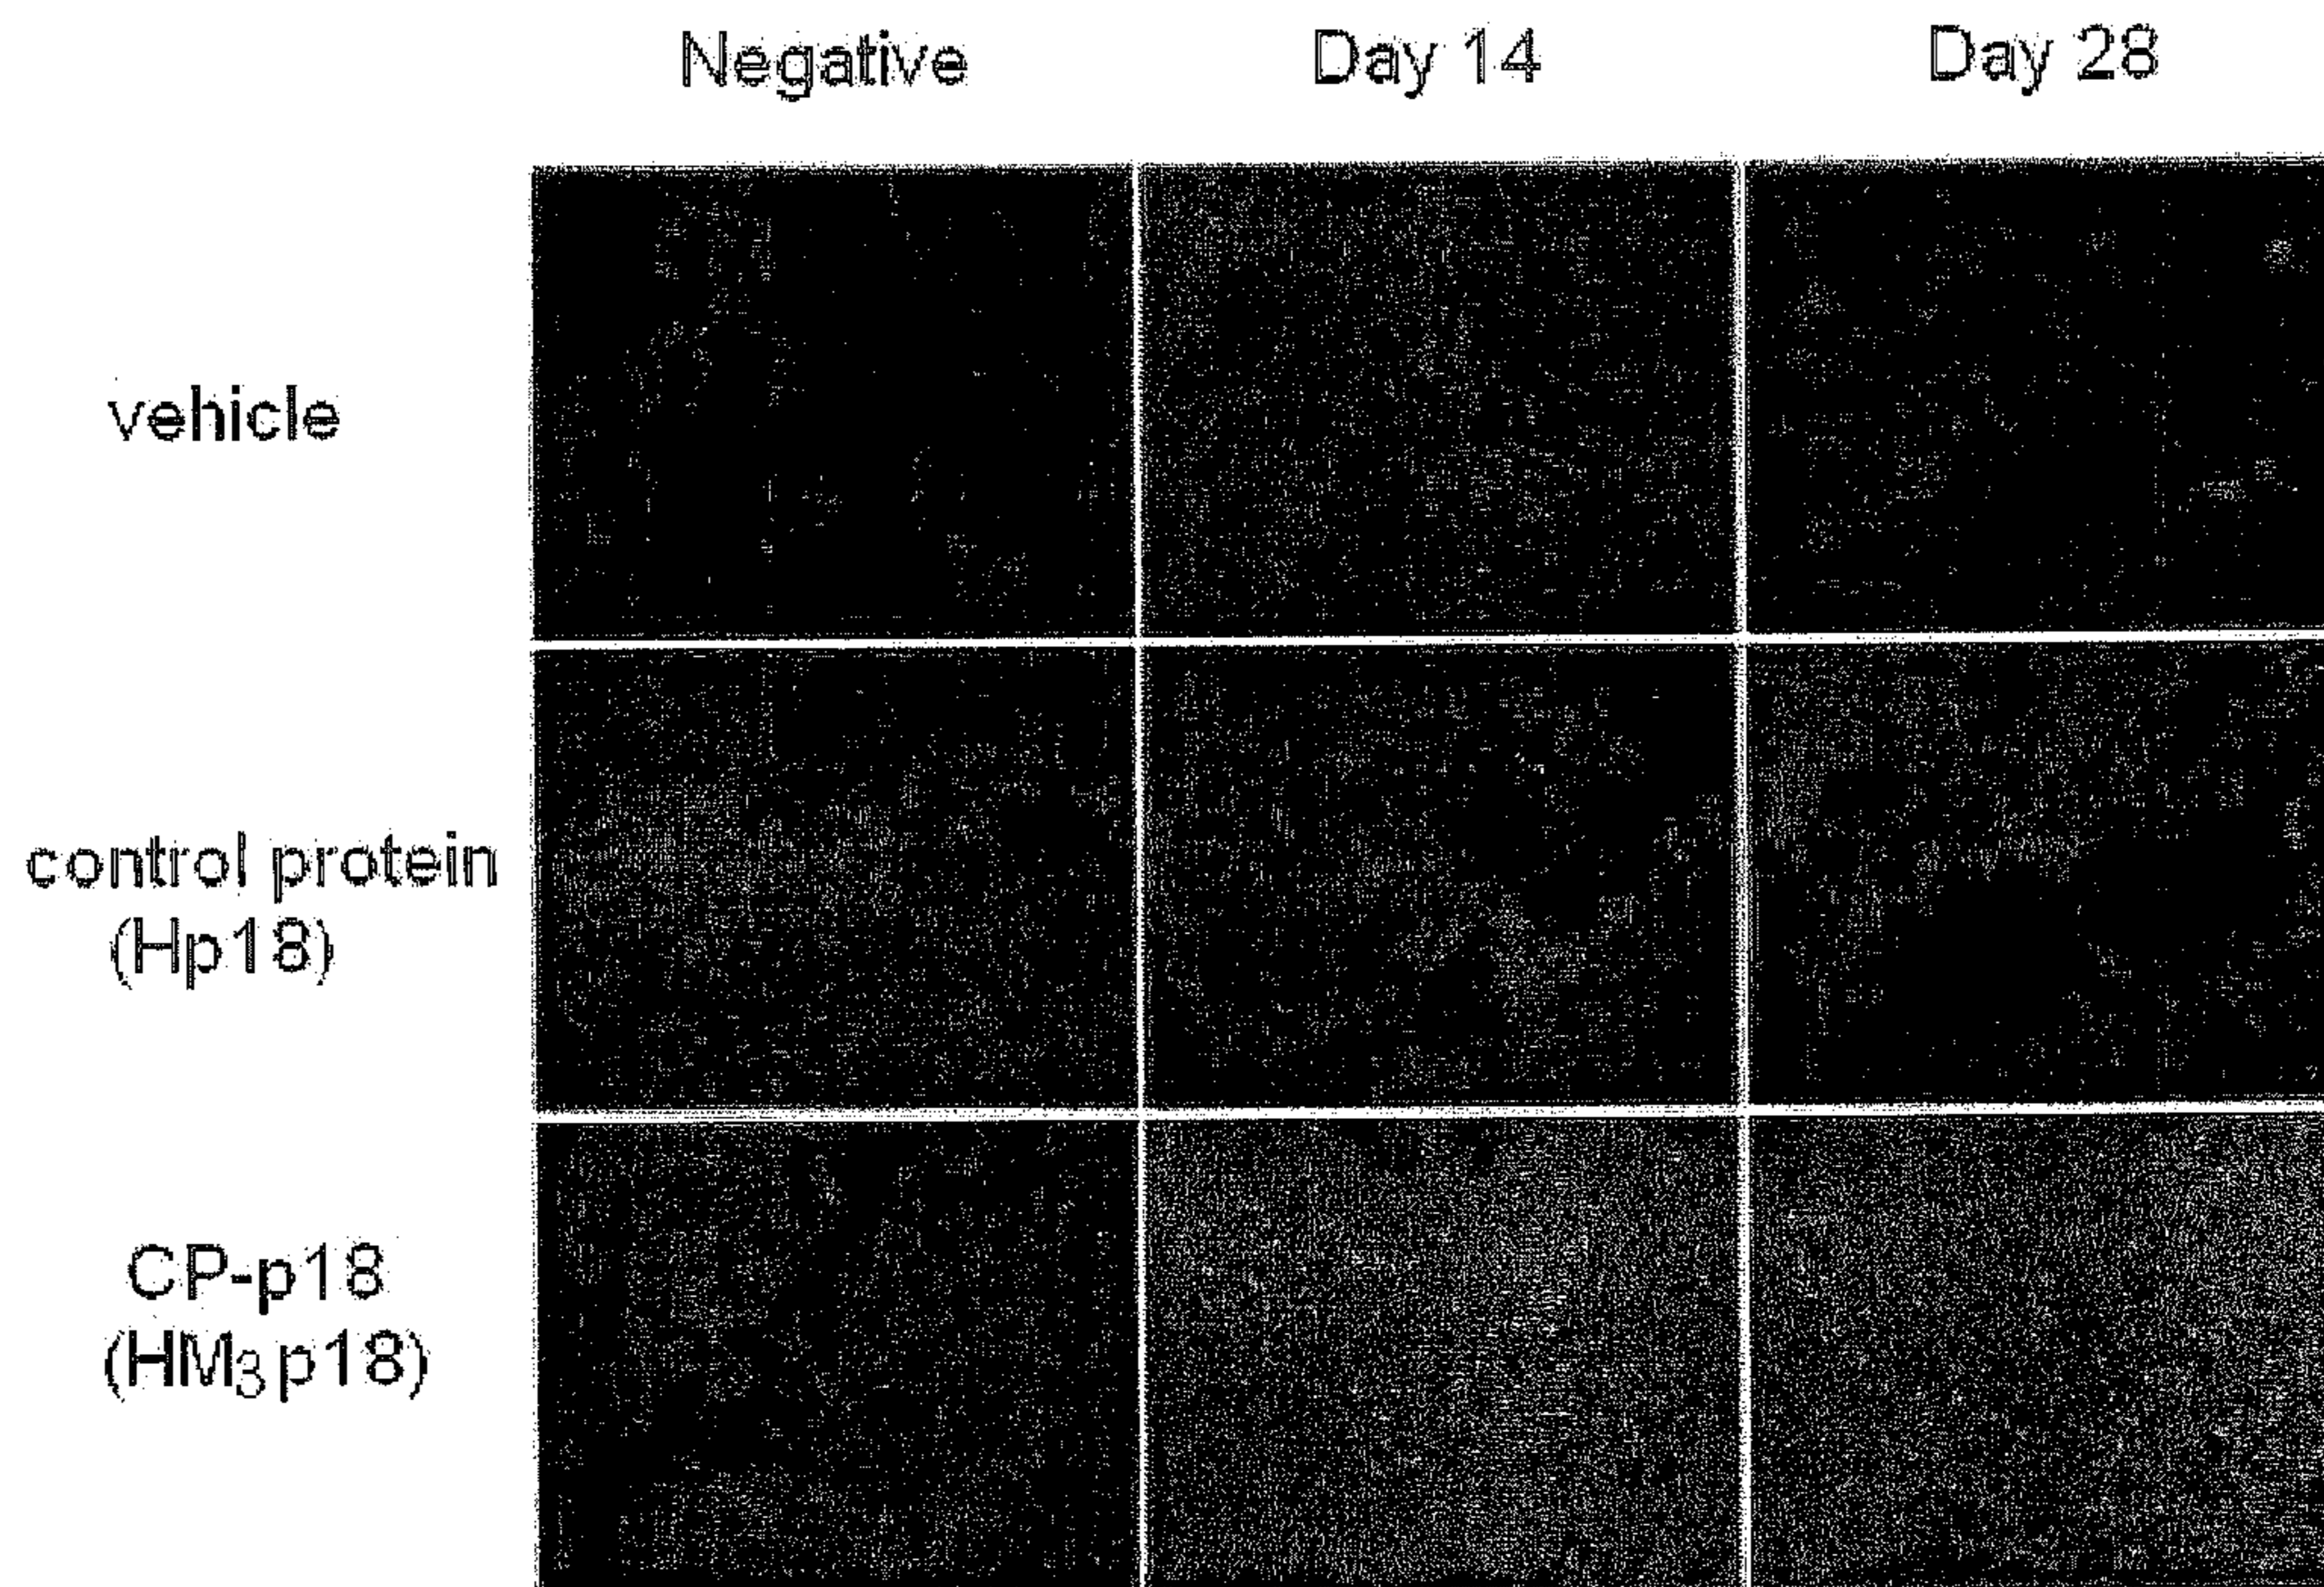 Negative Day 14 Day 28
vehicle
control protein
(Hp18)
CP-p18
(HM₃p18)